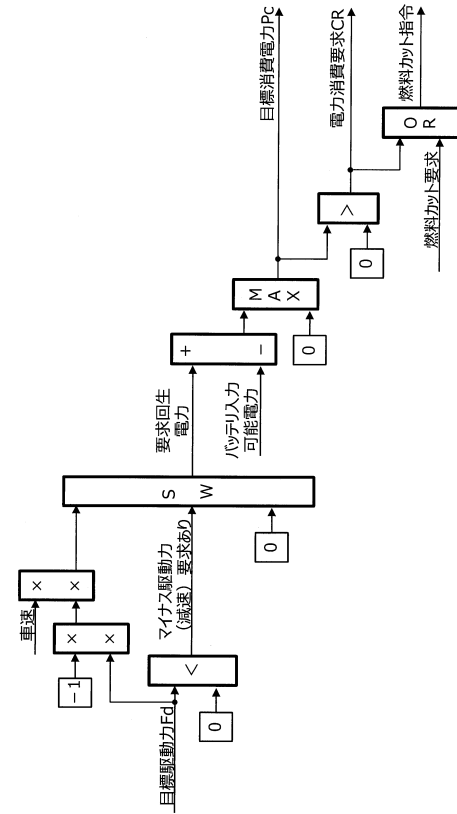 目標駆動力Fd
0
<
-1
×
×
車速
×
×
マイナス駆動力
（減速）要求あり
0
SW
要求回生
電力
バッテリ入力
可能電力
+
-
0
MAX
目標消費電力Pc
0
>
電力消費要求CR
燃料カット要求
OR
燃料カット指令